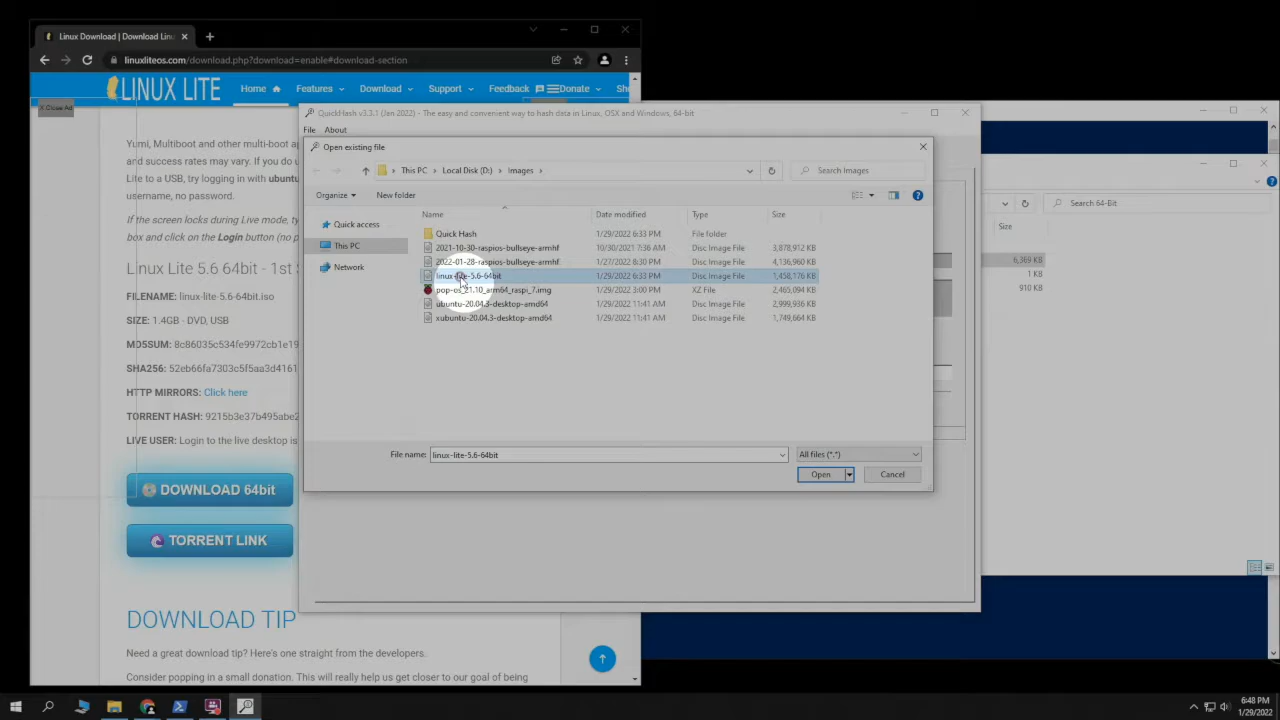 Linux Download | Download Linu
linuxliteos.com/download.php?download=enable#download-section
LINUX LITE
Home
Features
Download
Support
Feedback
Donate
X Close Ad
Yumi, Multiboot and other multi-boot ap
and success rates may vary. If you do u
Lite to a USB, try logging in with ubuntu
username, no password.
If the screen locks during Live mode, ty
box and click on the Login button (no p
Linux Lite 5.6 64bit - 1st S
FILENAME: linux-lite-5.6-64bit.iso
SIZE: 1.4GB - DVD, USB
MD5SUM: 8c86035c534fe9972cb1e19
SHA256: 52eb66fa7303c5f5aa3d4161
HTTP MIRRORS: Click here
TORRENT HASH: 9215b3e37b495abe2
LIVE USER: Login to the live desktop is
DOWNLOAD 64bit
TORRENT LINK
DOWNLOAD TIP
Need a great download tip? Here's one straight from the developers.
Consider popping in a small donation. This will really help us get closer to our goal of being
QuickHash v3.3.1 (Jan 2022) - The easy and convenient way to hash data in Linux, OSX and Windows, 64-bit
File About
Open existing file
This PC › Local Disk (D:) › Images ›
Search Images
Organize New folder
Quick access
This PC
Network
Name Date modified Type Size
Quick Hash 1/29/2022 6:33 PM File folder
2021-10-30-raspios-bullseye-armhf 10/30/2021 7:36 AM Disc Image File 3,878,912 KB
2022-01-28-raspios-bullseye-armhf 1/27/2022 8:30 PM Disc Image File 4,136,960 KB
linux-lite-5.6-64bit 1/29/2022 6:33 PM Disc Image File 1,458,176 KB
pop-os_21.10_arm64_raspi_7.img 1/29/2022 3:00 PM XZ File 2,465,094 KB
ubuntu-20.04.3-desktop-amd64 1/29/2022 11:41 AM Disc Image File 2,999,936 KB
xubuntu-20.04.3-desktop-amd64 1/29/2022 11:41 AM Disc Image File 1,749,664 KB
File name: linux-lite-5.6-64bit
All files (*.*)
Open Cancel
Search 64-Bit
Size
6,369 KB
1 KB
910 KB
6:48 PM
1/29/2022